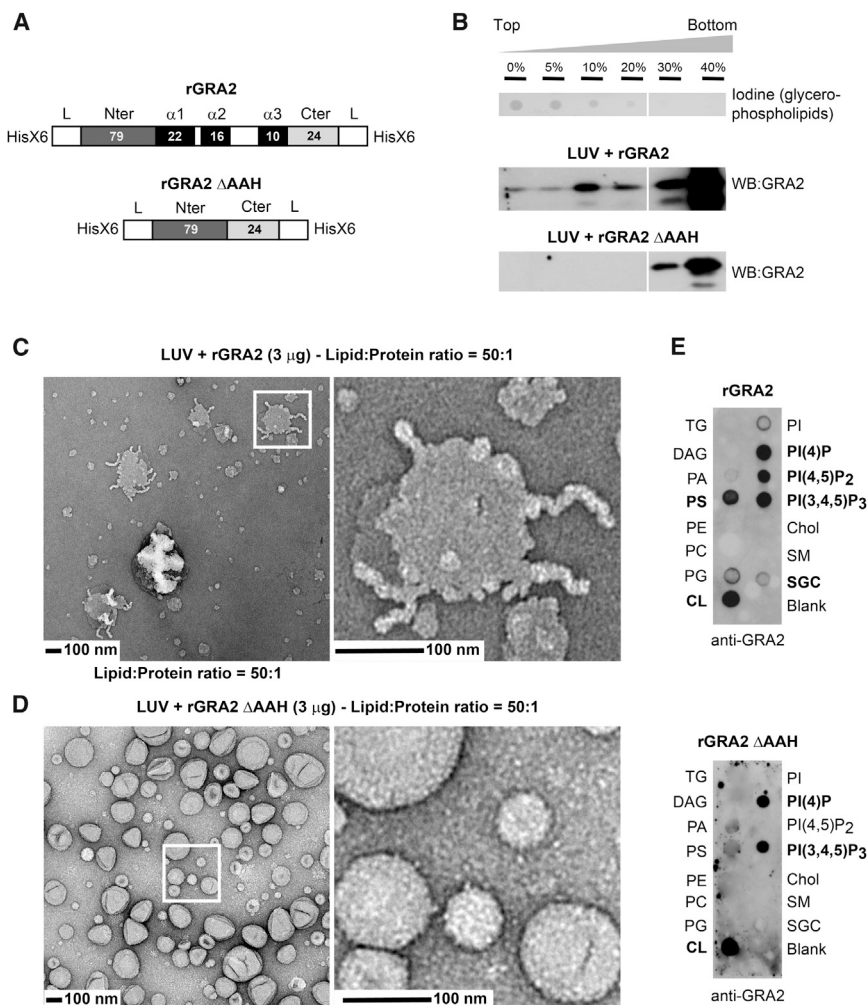 A
rGRA2
L Nter α1 α2 α3 Cter L
HisX6 79 22 16 10 24 HisX6
rGRA2 ΔAAH
L Nter Cter L
HisX6 79 24 HisX6
B
Top Bottom
0% 5% 10% 20% 30% 40%
Iodine (glycero-
phospholipids)
LUV + rGRA2
WB:GRA2
LUV + rGRA2 ΔAAH
WB:GRA2
C
LUV + rGRA2 (3 μg) - Lipid:Protein ratio = 50:1
100 nm 100 nm
Lipid:Protein ratio = 50:1
D
LUV + rGRA2 ΔAAH (3 μg) - Lipid:Protein ratio = 50:1
100 nm 100 nm
E
rGRA2
TG PI
DAG PI(4)P
PA PI(4,5)P2
PS PI(3,4,5)P3
PE Chol
PC SM
PG SGC
CL Blank
anti-GRA2
rGRA2 ΔAAH
TG PI
DAG PI(4)P
PA PI(4,5)P2
PS PI(3,4,5)P3
PE Chol
PC SM
PG SGC
CL Blank
anti-GRA2